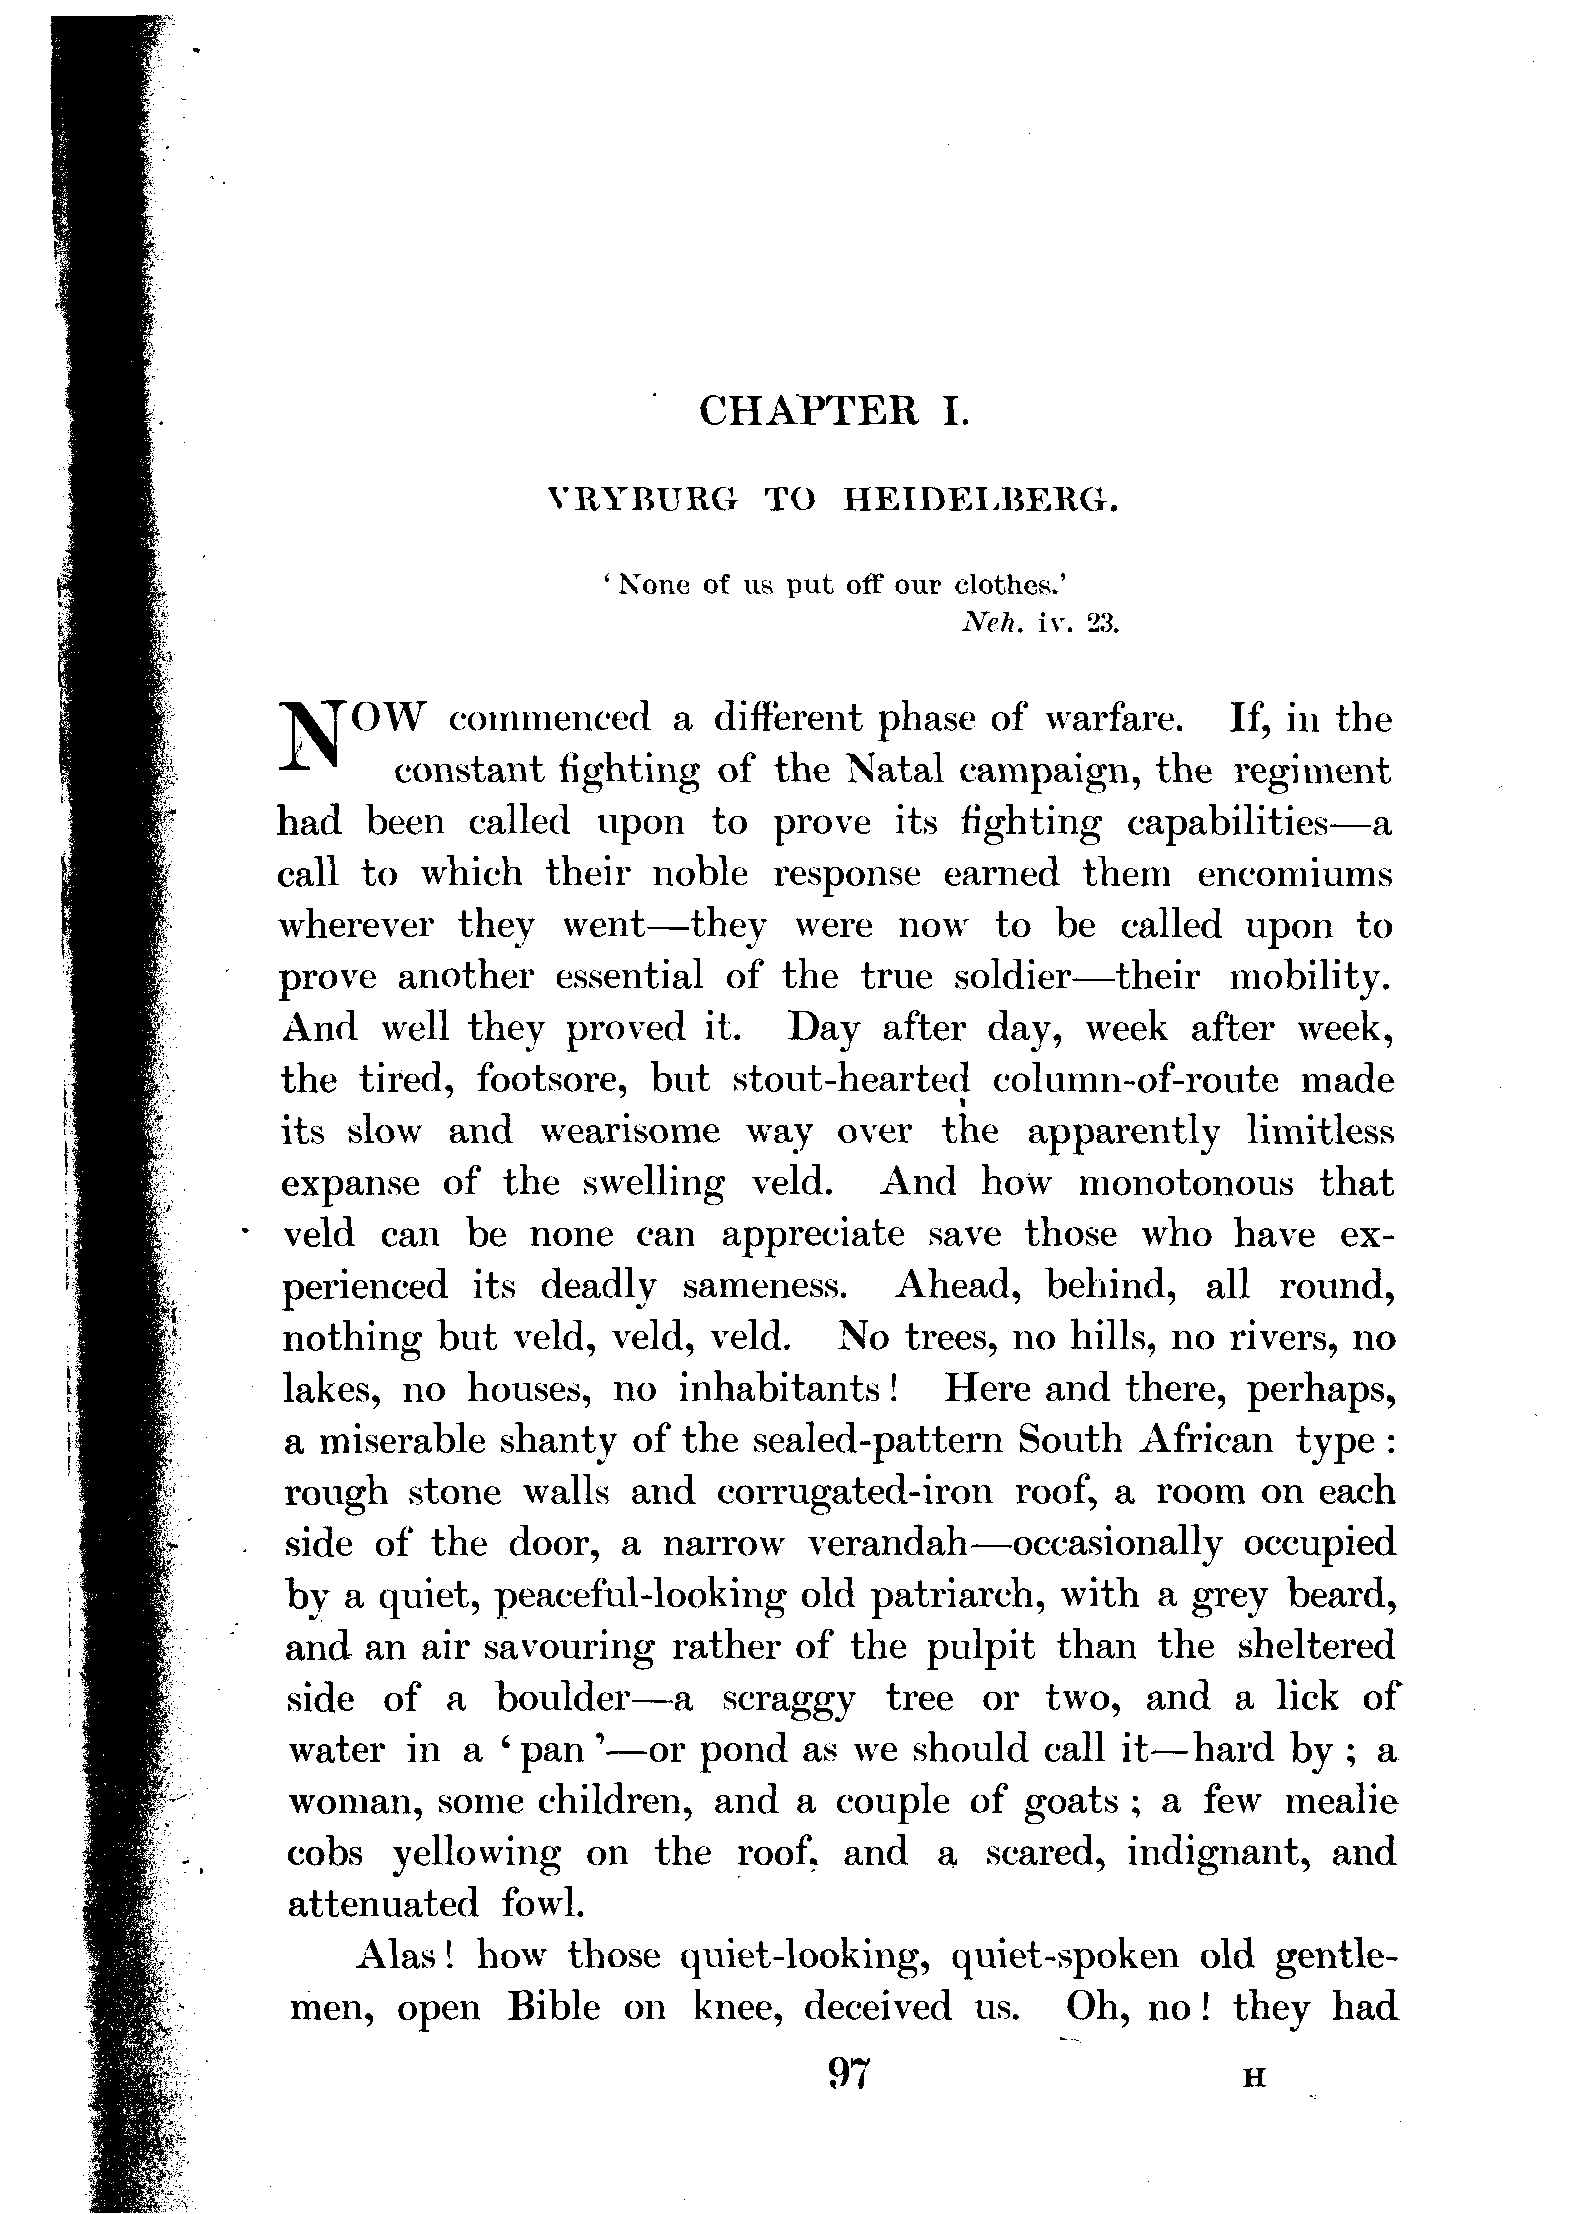 CHAPTER I.
VRYBURG TO HEIDELBERG.
‘None of us put off our clothes.’
Neh. iv. 23.
NOW commenced a different phase of warfare. If, in the
constant fighting of the Natal campaign, the regiment
had been called upon to prove its fighting capabilities—a
call to which their noble response earned them encomiums
wherever they went—they were now to be called upon to
prove another essential of the true soldier—their mobility.
And well they proved it. Day after day, week after week,
the tired, footsore, but stout-hearted column-of-route made
its slow and wearisome way over the apparently limitless
expanse of the swelling veld. And how monotonous that
veld can be none can appreciate save those who have ex-
perienced its deadly sameness. Ahead, behind, all round,
nothing but veld, veld, veld. No trees, no hills, no rivers, no
lakes, no houses, no inhabitants! Here and there, perhaps,
a miserable shanty of the sealed-pattern South African type:
rough stone walls and corrugated-iron roof, a room on each
side of the door, a narrow verandah—occasionally occupied
by a quiet, peaceful-looking old patriarch, with a grey beard,
and an air savouring rather of the pulpit than the sheltered
side of a boulder—a scraggy tree or two, and a lick of
water in a ‘pan’—or pond as we should call it—hard by; a
woman, some children, and a couple of goats; a few mealie
cobs yellowing on the roof, and a scared, indignant, and
attenuated fowl.
Alas! how those quiet-looking, quiet-spoken old gentle-
men, open Bible on knee, deceived us. Oh, no! they had
97 H